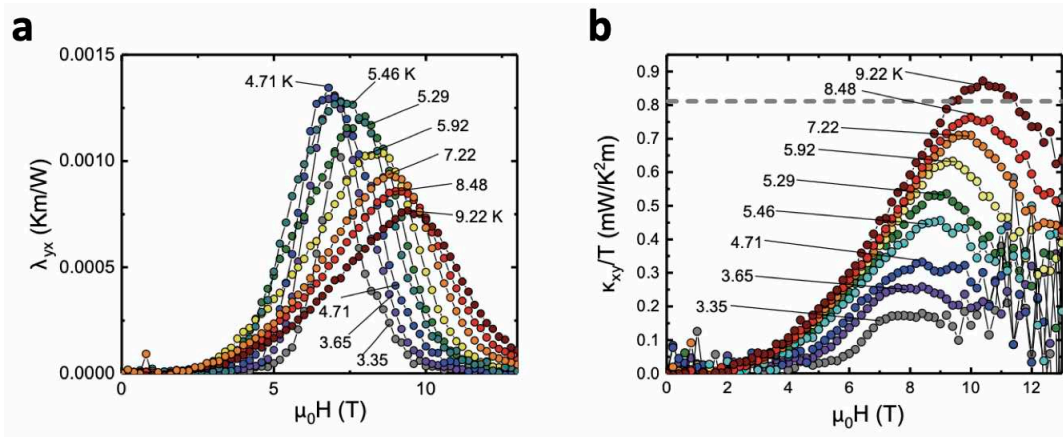 a
0.0015
0.0010
0.0005
0.0000
λyx (Km/W)
4.71 K
5.46 K
5.29
5.92
7.22
8.48
9.22 K
4.71
3.65
3.35
0 5 10
μ0H (T)
b
0.9
0.8
0.7
0.6
0.5
0.4
0.3
0.2
0.1
0.0
κxy/T (mW/K²m)
9.22 K
8.48
7.22
5.92
5.29
5.46
4.71
3.65
3.35
0 2 4 6 8 10 12
μ0H (T)